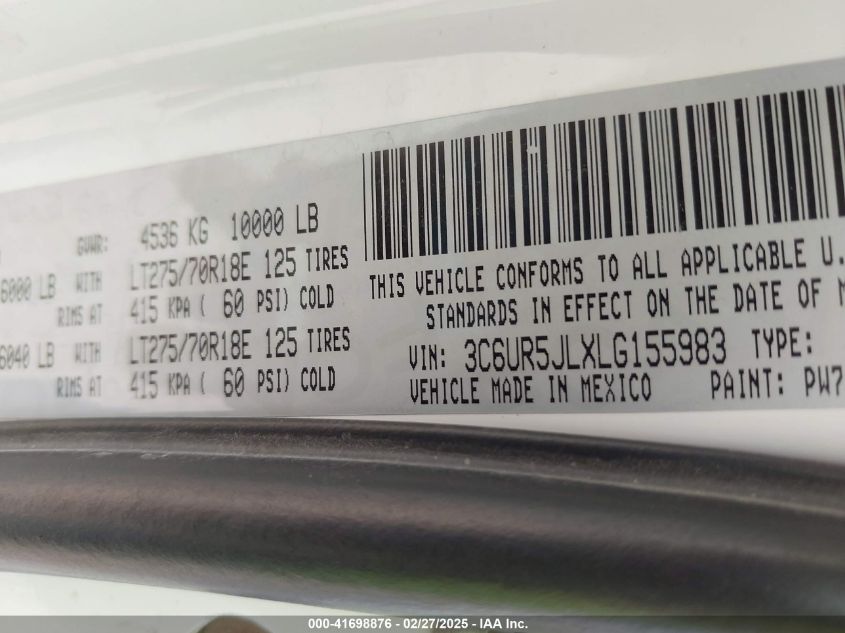 GVWR: 4536 KG 10000 LB
6000 LB WITH LT275/70R18E 125 TIRES
RIMS AT 415 KPA ( 60 PSI) COLD
6040 LB WITH LT275/70R18E 125 TIRES
RIMS AT 415 KPA ( 60 PSI) COLD
THIS VEHICLE CONFORMS TO ALL APPLICABLE U.
STANDARDS IN EFFECT ON THE DATE OF M
VIN: 3C6UR5JLXLG155983 TYPE:
VEHICLE MADE IN MEXICO PAINT: PW7
000-41698876 - 02/27/2025 - IAA Inc.